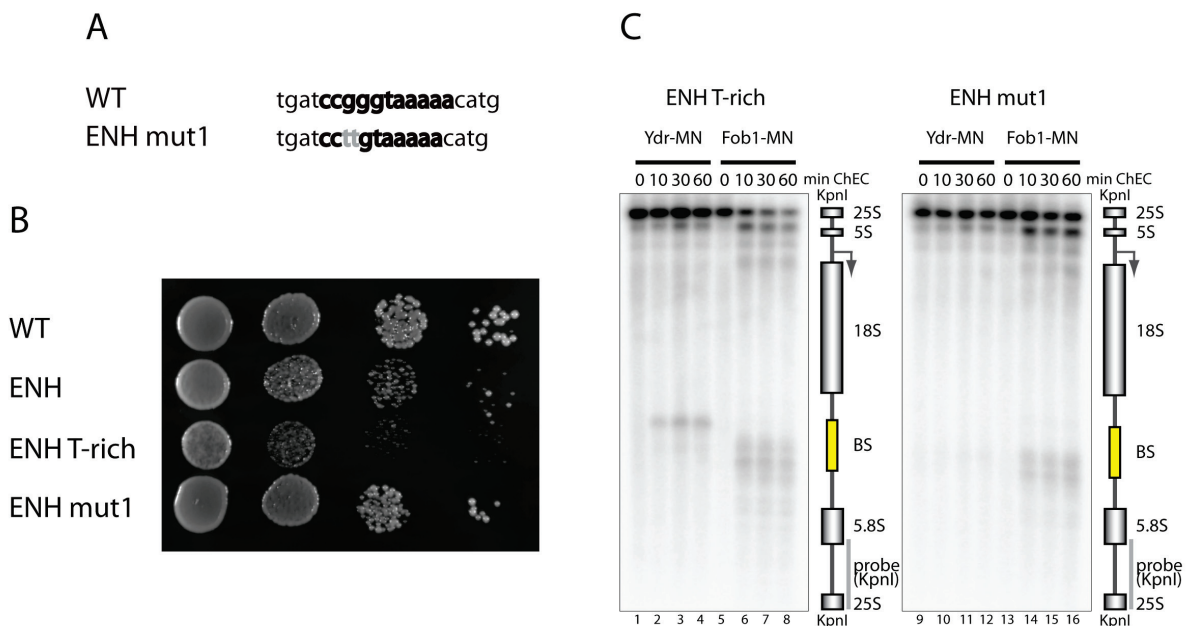 A
WT tgatccgggtaaaaacatg
ENH mut1 tgatccttgtaaaaacatg
B
WT
ENH
ENH T-rich
ENH mut1
C
ENH T-rich
Ydr-MN Fob1-MN
0 10 30 60 0 10 30 60 min ChEC
KpnI
25S
5S
18S
BS
5.8S
probe
(KpnI)
25S
KpnI
1 2 3 4 5 6 7 8
ENH mut1
Ydr-MN Fob1-MN
0 10 30 60 0 10 30 60 min ChEC
KpnI
25S
5S
18S
BS
5.8S
probe
(KpnI)
25S
KpnI
9 10 11 12 13 14 15 16